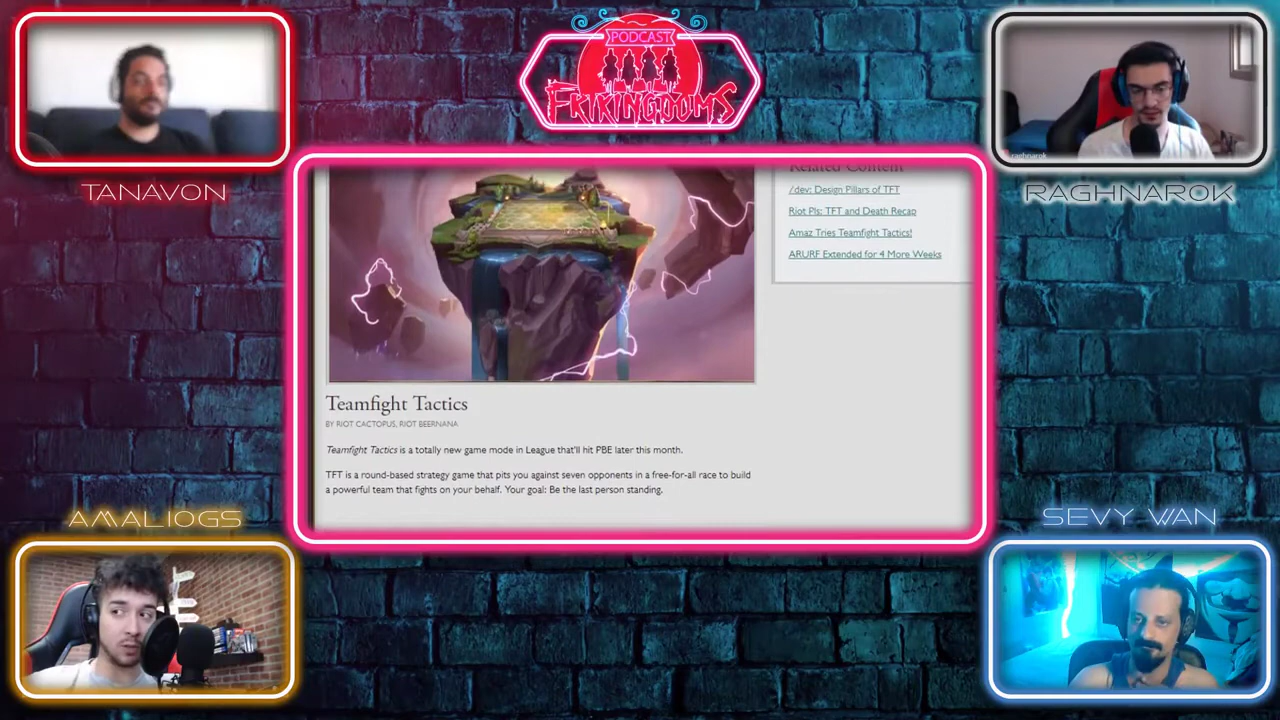 PODCAST
FRIKINGDOMS
TANAVON
raghnarok
RAGHNAROK
Related Content
/dev: Design Pillars of TFT
Riot Pls: TFT and Death Recap
Amaz Tries Teamfight Tactics!
ARURF Extended for 4 More Weeks
Teamfight Tactics
BY RIOT CACTOPUS, RIOT BEERNANA
Teamfight Tactics is a totally new game mode in League that'll hit PBE later this month.
TFT is a round-based strategy game that pits you against seven opponents in a free-for-all race to build
a powerful team that fights on your behalf. Your goal: Be the last person standing.
AMALIOGS
SEVY WAN